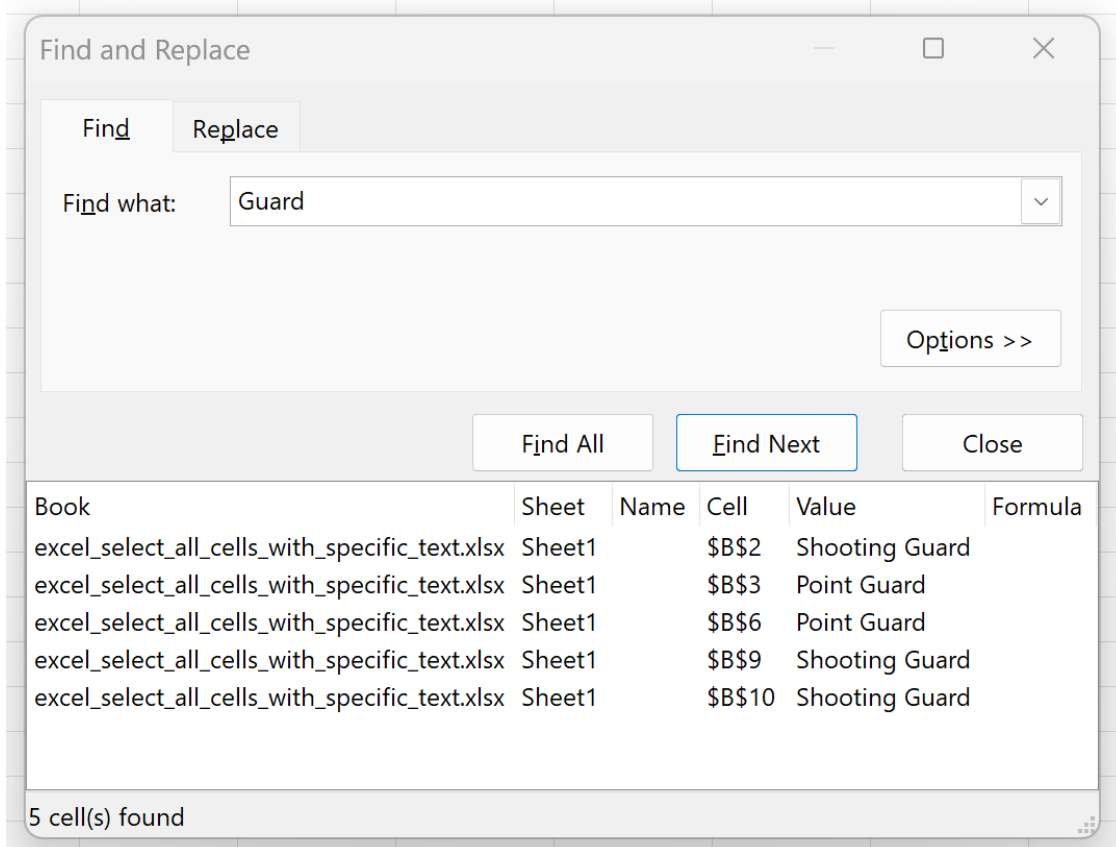 Find and Replace
Find Replace
Find what: Guard
Options >>
Find All Find Next Close
Book Sheet Name Cell Value Formula
excel_select_all_cells_with_specific_text.xlsx Sheet1 $B$2 Shooting Guard
excel_select_all_cells_with_specific_text.xlsx Sheet1 $B$3 Point Guard
excel_select_all_cells_with_specific_text.xlsx Sheet1 $B$6 Point Guard
excel_select_all_cells_with_specific_text.xlsx Sheet1 $B$9 Shooting Guard
excel_select_all_cells_with_specific_text.xlsx Sheet1 $B$10 Shooting Guard
5 cell(s) found